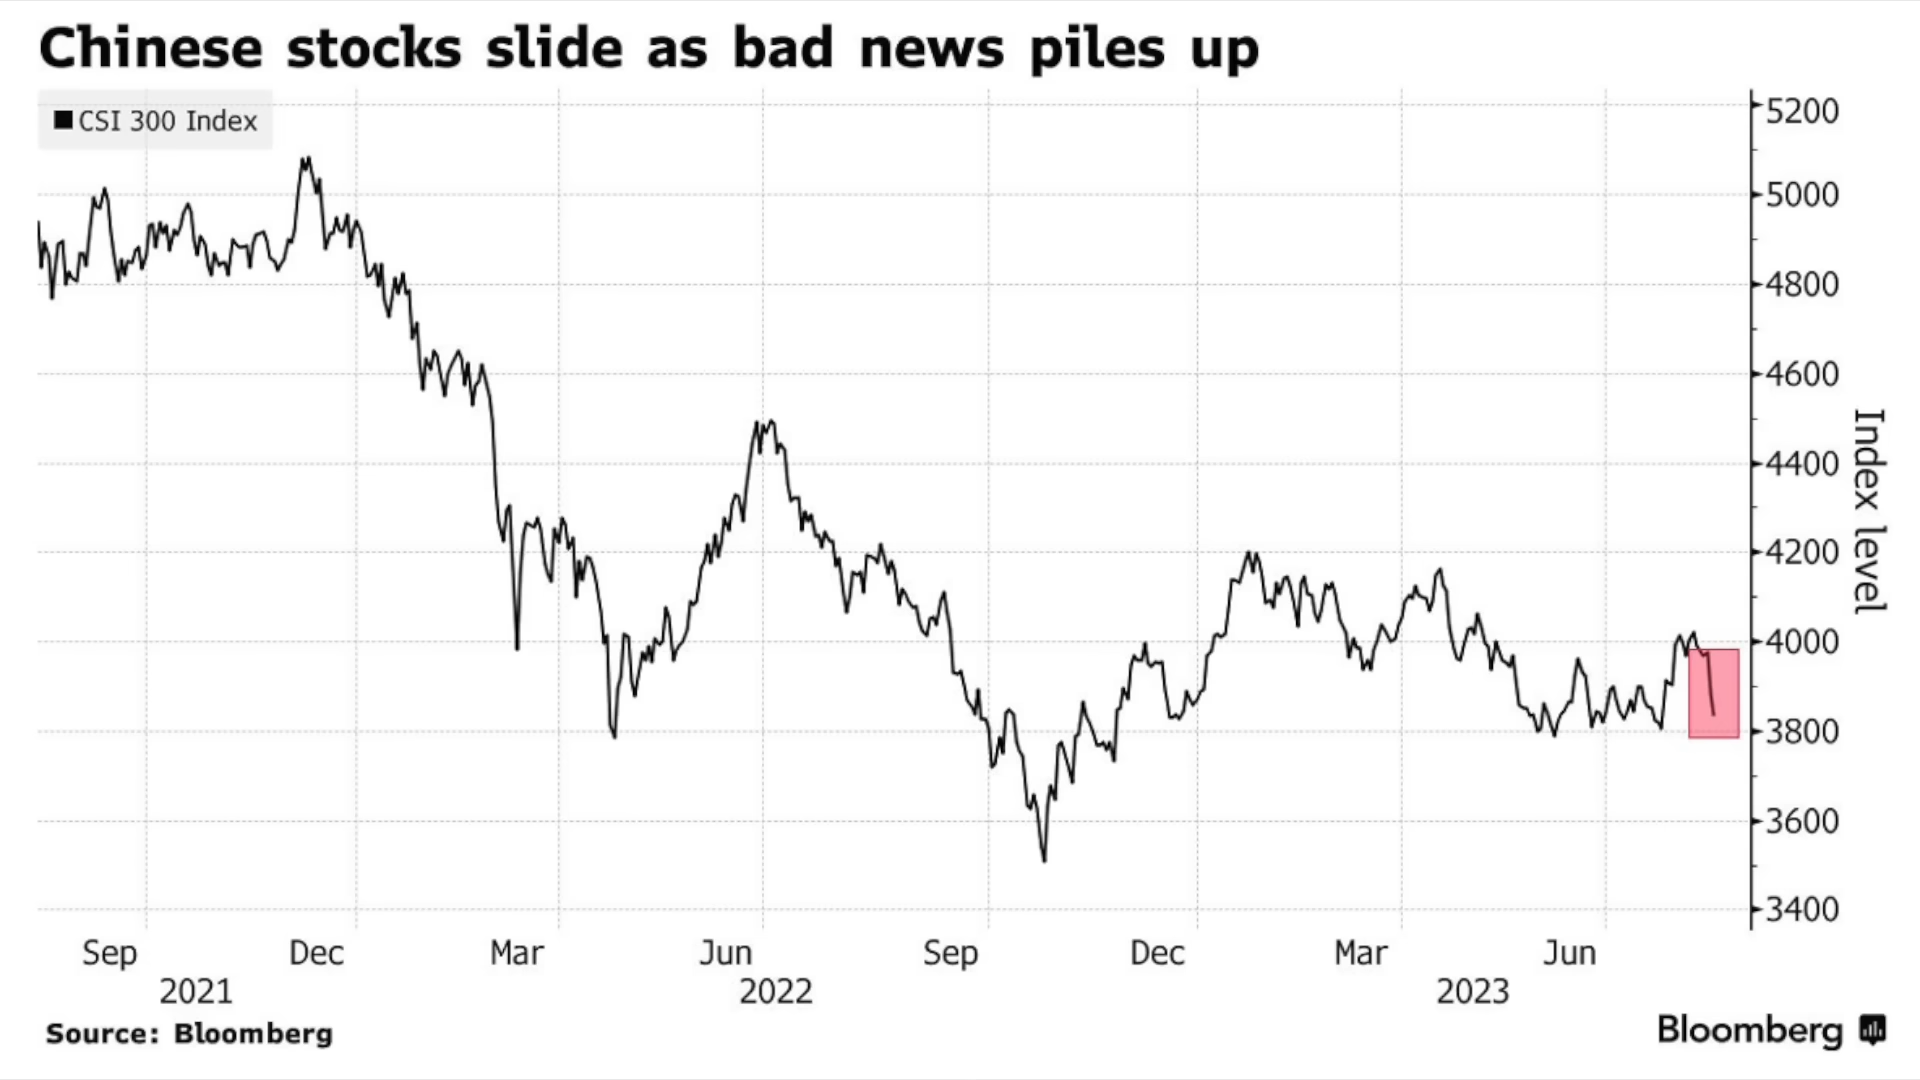 Chinese stocks slide as bad news piles up
CSI 300 Index
5200
5000
4800
4600
4400
4200
4000
3800
3600
3400
Index level
Sep Dec Mar Jun Sep Dec Mar Jun
2021 2022 2023
Source: Bloomberg
Bloomberg